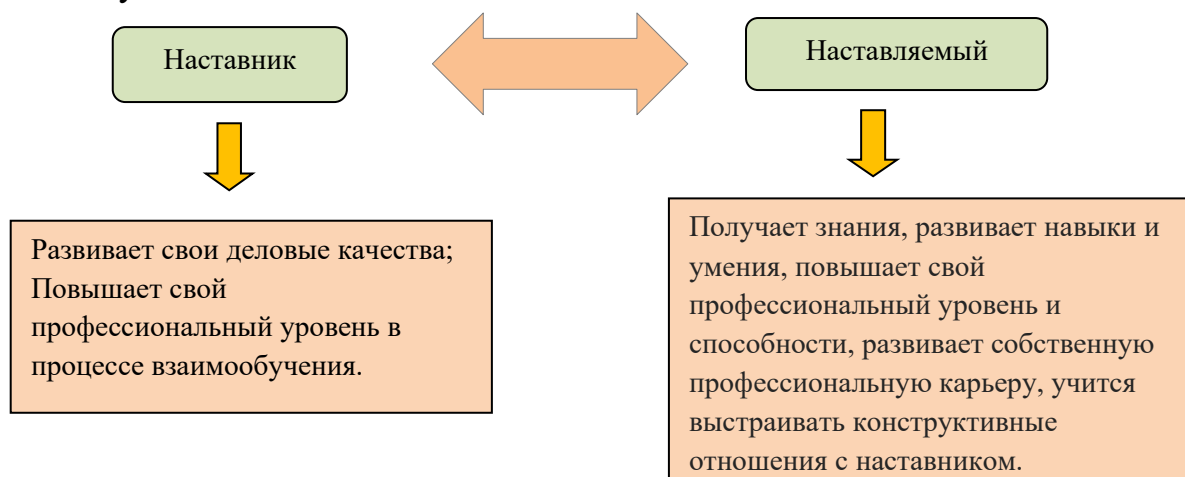 Наставник
Наставляемый
Развивает свои деловые качества;
Повышает свой
профессиональный уровень в
процессе взаимообучения.
Получает знания, развивает навыки и
умения, повышает свой
профессиональный уровень и
способности, развивает собственную
профессиональную карьеру, учится
выстраивать конструктивные
отношения с наставником.